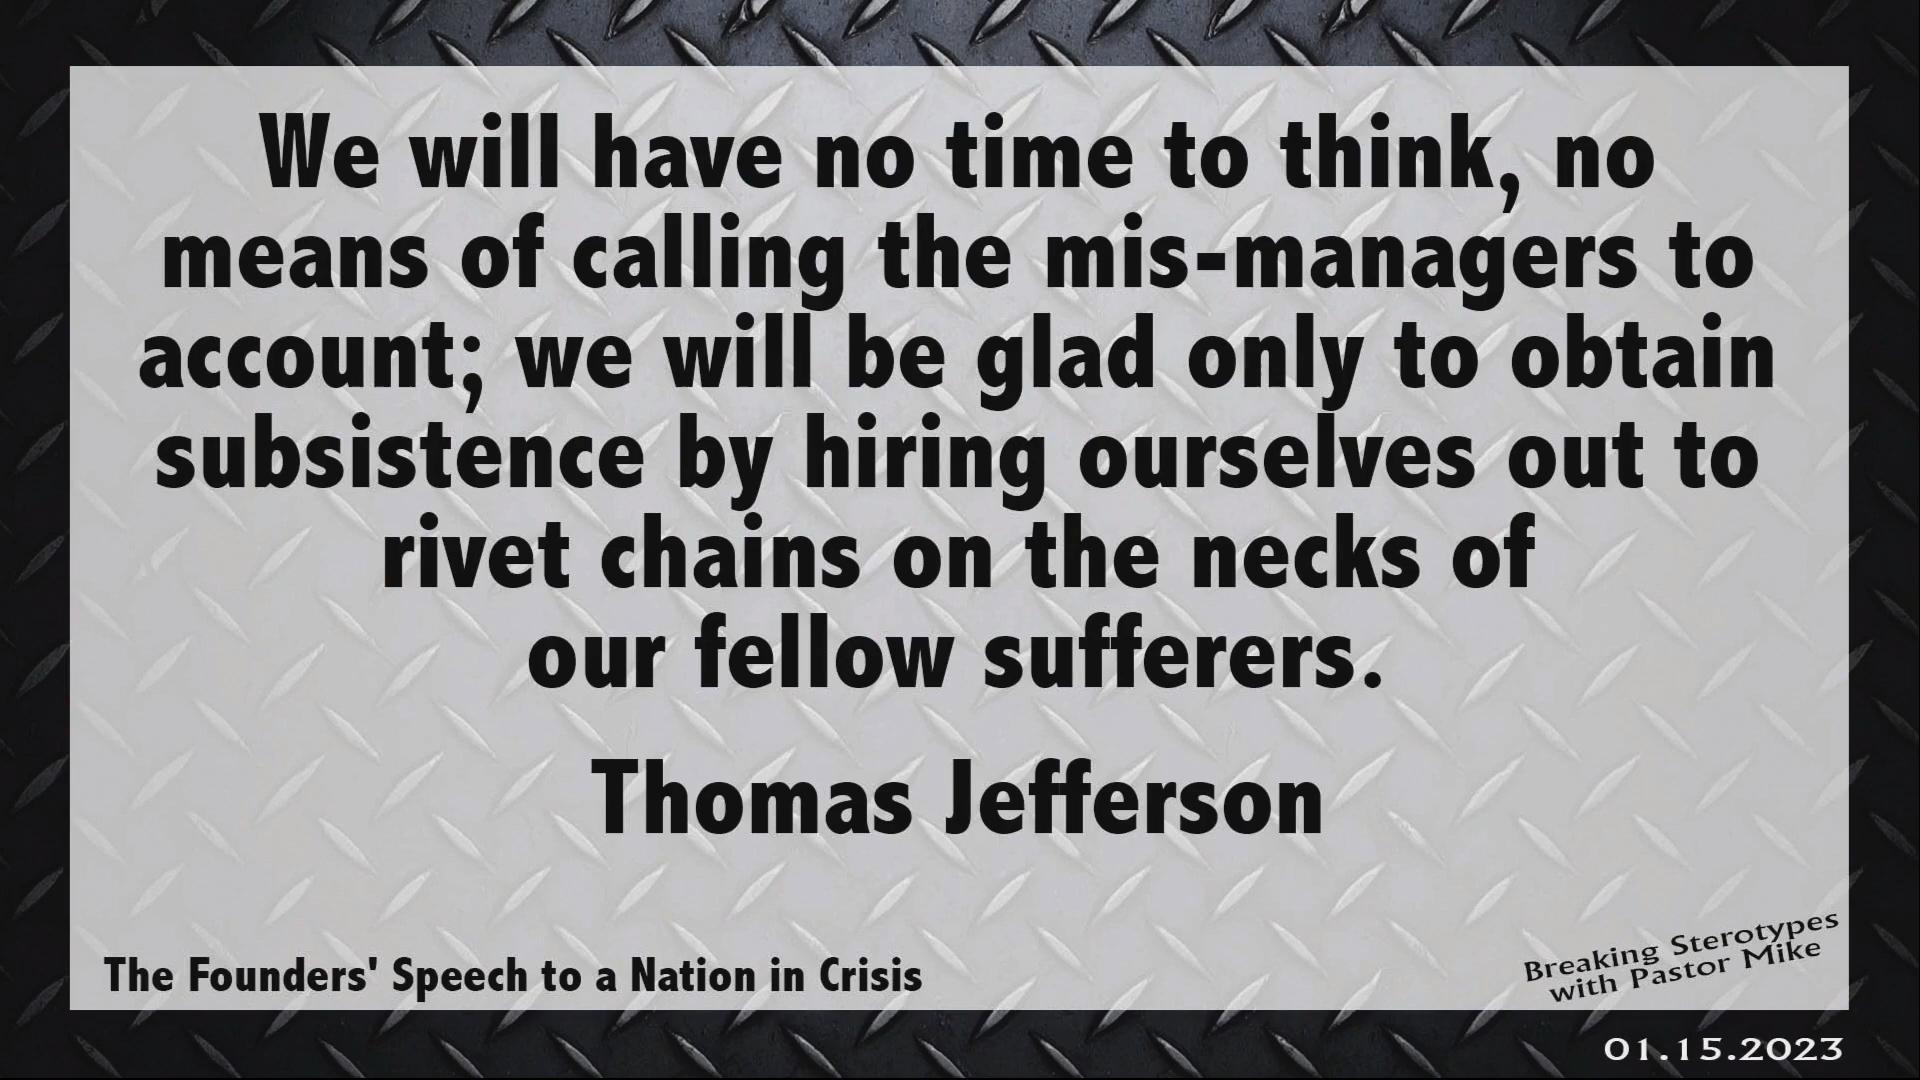 We will have no time to think, no
means of calling the mis-managers to
account; we will be glad only to obtain
subsistence by hiring ourselves out to
rivet chains on the necks of
our fellow sufferers.
Thomas Jefferson
The Founders' Speech to a Nation in Crisis
Breaking Sterotypes
with Pastor Mike
01.15.2023